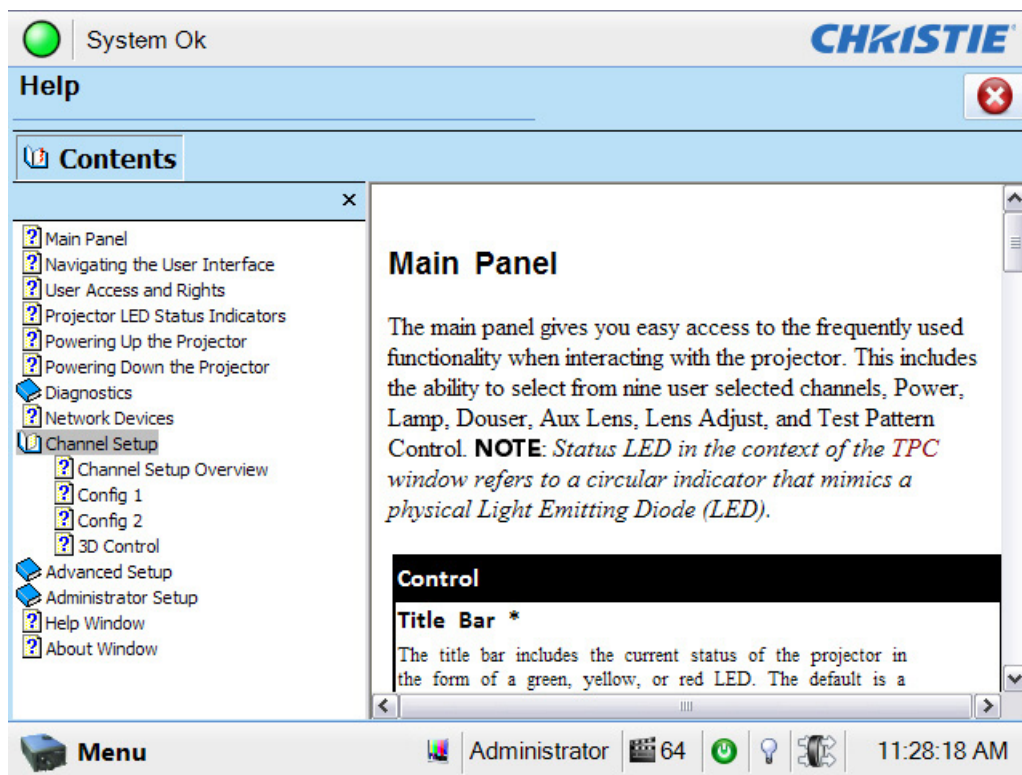 System Ok
CHRISTIE
Help
Contents
x
Main Panel
Navigating the User Interface
User Access and Rights
Projector LED Status Indicators
Powering Up the Projector
Powering Down the Projector
Diagnostics
Network Devices
Channel Setup
Channel Setup Overview
Config 1
Config 2
3D Control
Advanced Setup
Administrator Setup
Help Window
About Window
Main Panel
The main panel gives you easy access to the frequently used
functionality when interacting with the projector. This includes
the ability to select from nine user selected channels, Power,
Lamp, Douser, Aux Lens, Lens Adjust, and Test Pattern
Control. NOTE: Status LED in the context of the TPC
window refers to a circular indicator that mimics a
physical Light Emitting Diode (LED).
Control
Title Bar *
The title bar includes the current status of the projector in
the form of a green, yellow, or red LED. The default is a
Menu
Administrator
64
11:28:18 AM